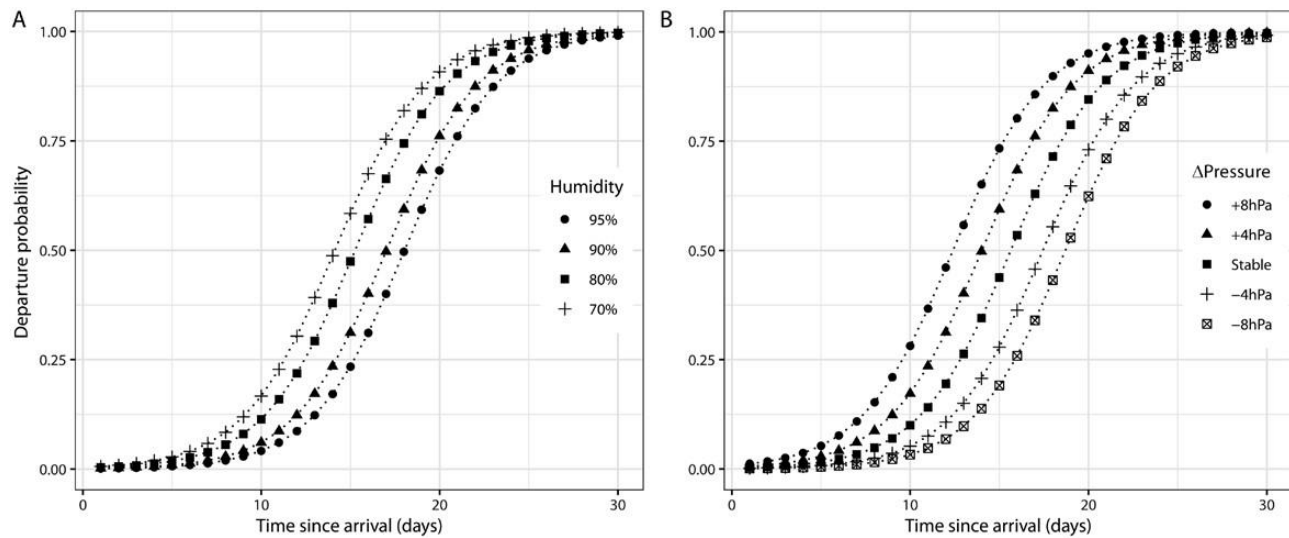 A
Departure probability
1.00
0.75
0.50
0.25
0.00
0
10
20
30
Time since arrival (days)
Humidity
95%
90%
80%
70%
B
1.00
0.75
0.50
0.25
0.00
0
10
20
30
Time since arrival (days)
ΔPressure
+8hPa
+4hPa
Stable
−4hPa
−8hPa